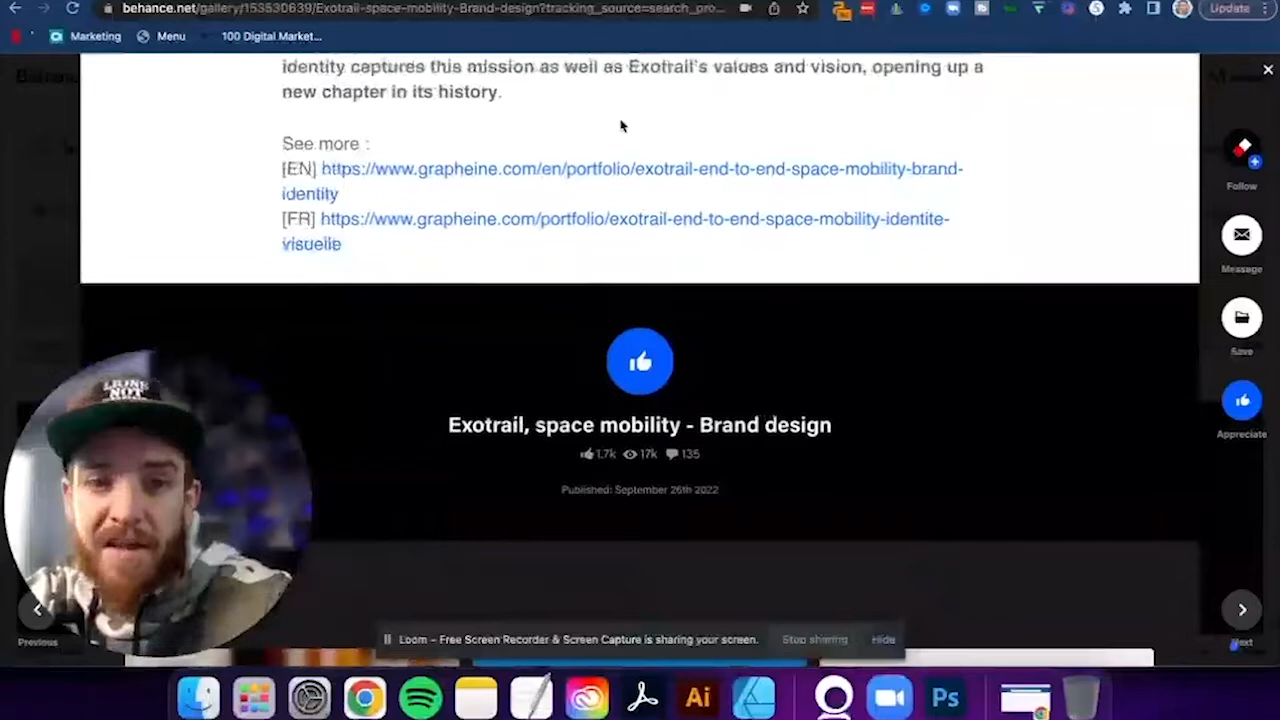 behance.net/gallery/153530639/Exotrail-space-mobility-Brand-design?tracking_source=search_pro...
Update
Marketing
Menu
100 Digital Market...
identity captures this mission as well as Exotrail's values and vision, opening up a
new chapter in its history.
See more :
[EN] https://www.grapheine.com/en/portfolio/exotrail-end-to-end-space-mobility-brand-
identity
[FR] https://www.grapheine.com/portfolio/exotrail-end-to-end-space-mobility-identite-
visuelle
Follow
Message
Save
Appreciate
Exotrail, space mobility - Brand design
1.7k 17k 135
Published: September 26th 2022
NOT
Previous
Next
Loom – Free Screen Recorder & Screen Capture is sharing your screen.
Stop sharing
Hide
Ai
Ps